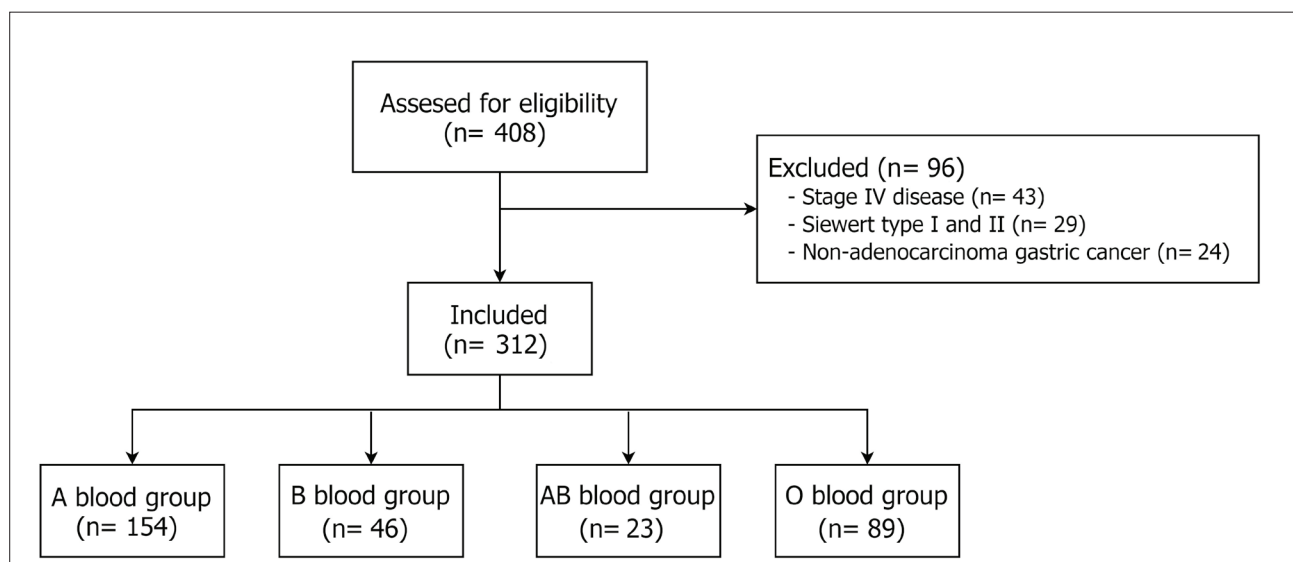 Assesed for eligibility
(n= 408)
Excluded (n= 96)
- Stage IV disease (n= 43)
- Siewert type I and II (n= 29)
- Non-adenocarcinoma gastric cancer (n= 24)
Included
(n= 312)
A blood group
(n= 154)
B blood group
(n= 46)
AB blood group
(n= 23)
O blood group
(n= 89)